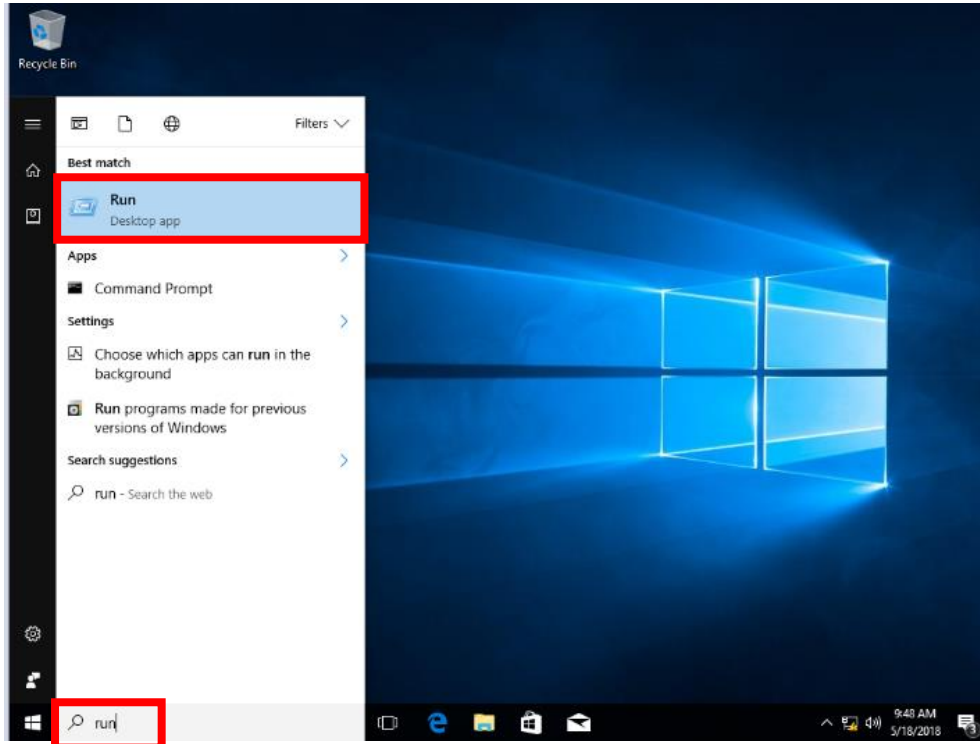 Recycle Bin
Filters
Best match
Run
Desktop app
Apps
Command Prompt
Settings
Choose which apps can run in the
background
Run programs made for previous
versions of Windows
Search suggestions
run - Search the web
run
9:48 AM
5/18/2018